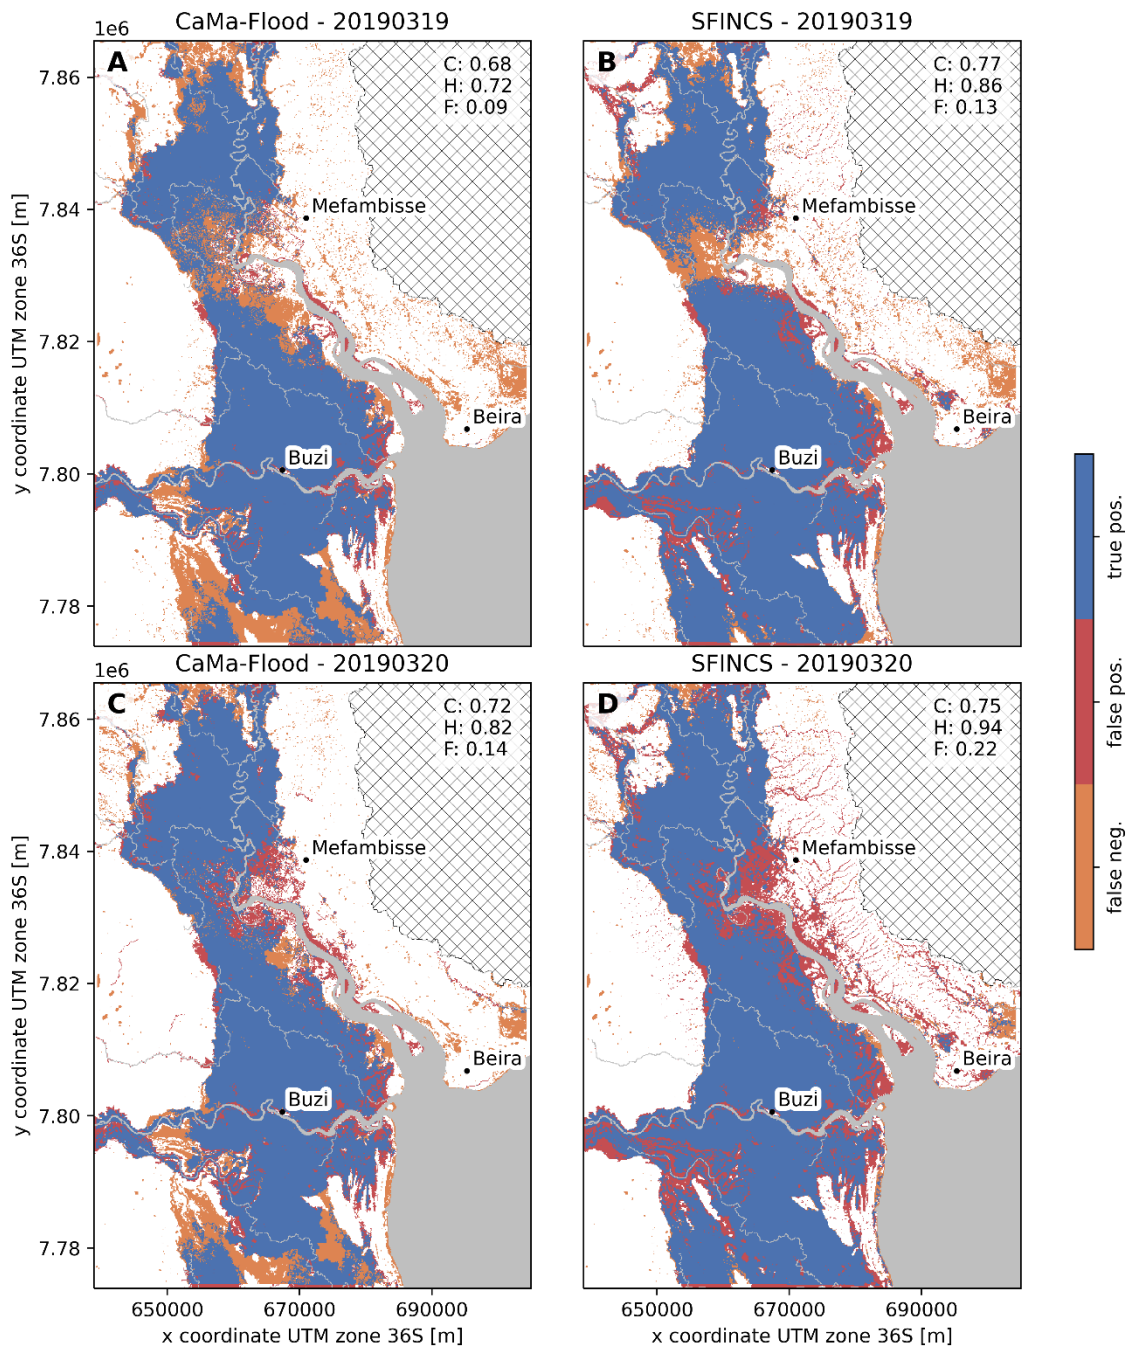 CaMa-Flood - 20190319
SFINCS - 20190319
1e6
A
C: 0.68
H: 0.72
F: 0.09
B
C: 0.77
H: 0.86
F: 0.13
7.86
7.84
7.82
7.80
7.78
y coordinate UTM zone 36S [m]
Mefambisse
Beira
Buzi
Mefambisse
Beira
Buzi
CaMa-Flood - 20190320
SFINCS - 20190320
1e6
C
C: 0.72
H: 0.82
F: 0.14
D
C: 0.75
H: 0.94
F: 0.22
7.86
7.84
7.82
7.80
7.78
y coordinate UTM zone 36S [m]
Mefambisse
Beira
Buzi
Mefambisse
Beira
Buzi
650000
670000
690000
650000
670000
690000
x coordinate UTM zone 36S [m]
x coordinate UTM zone 36S [m]
true pos.
false pos.
false neg.